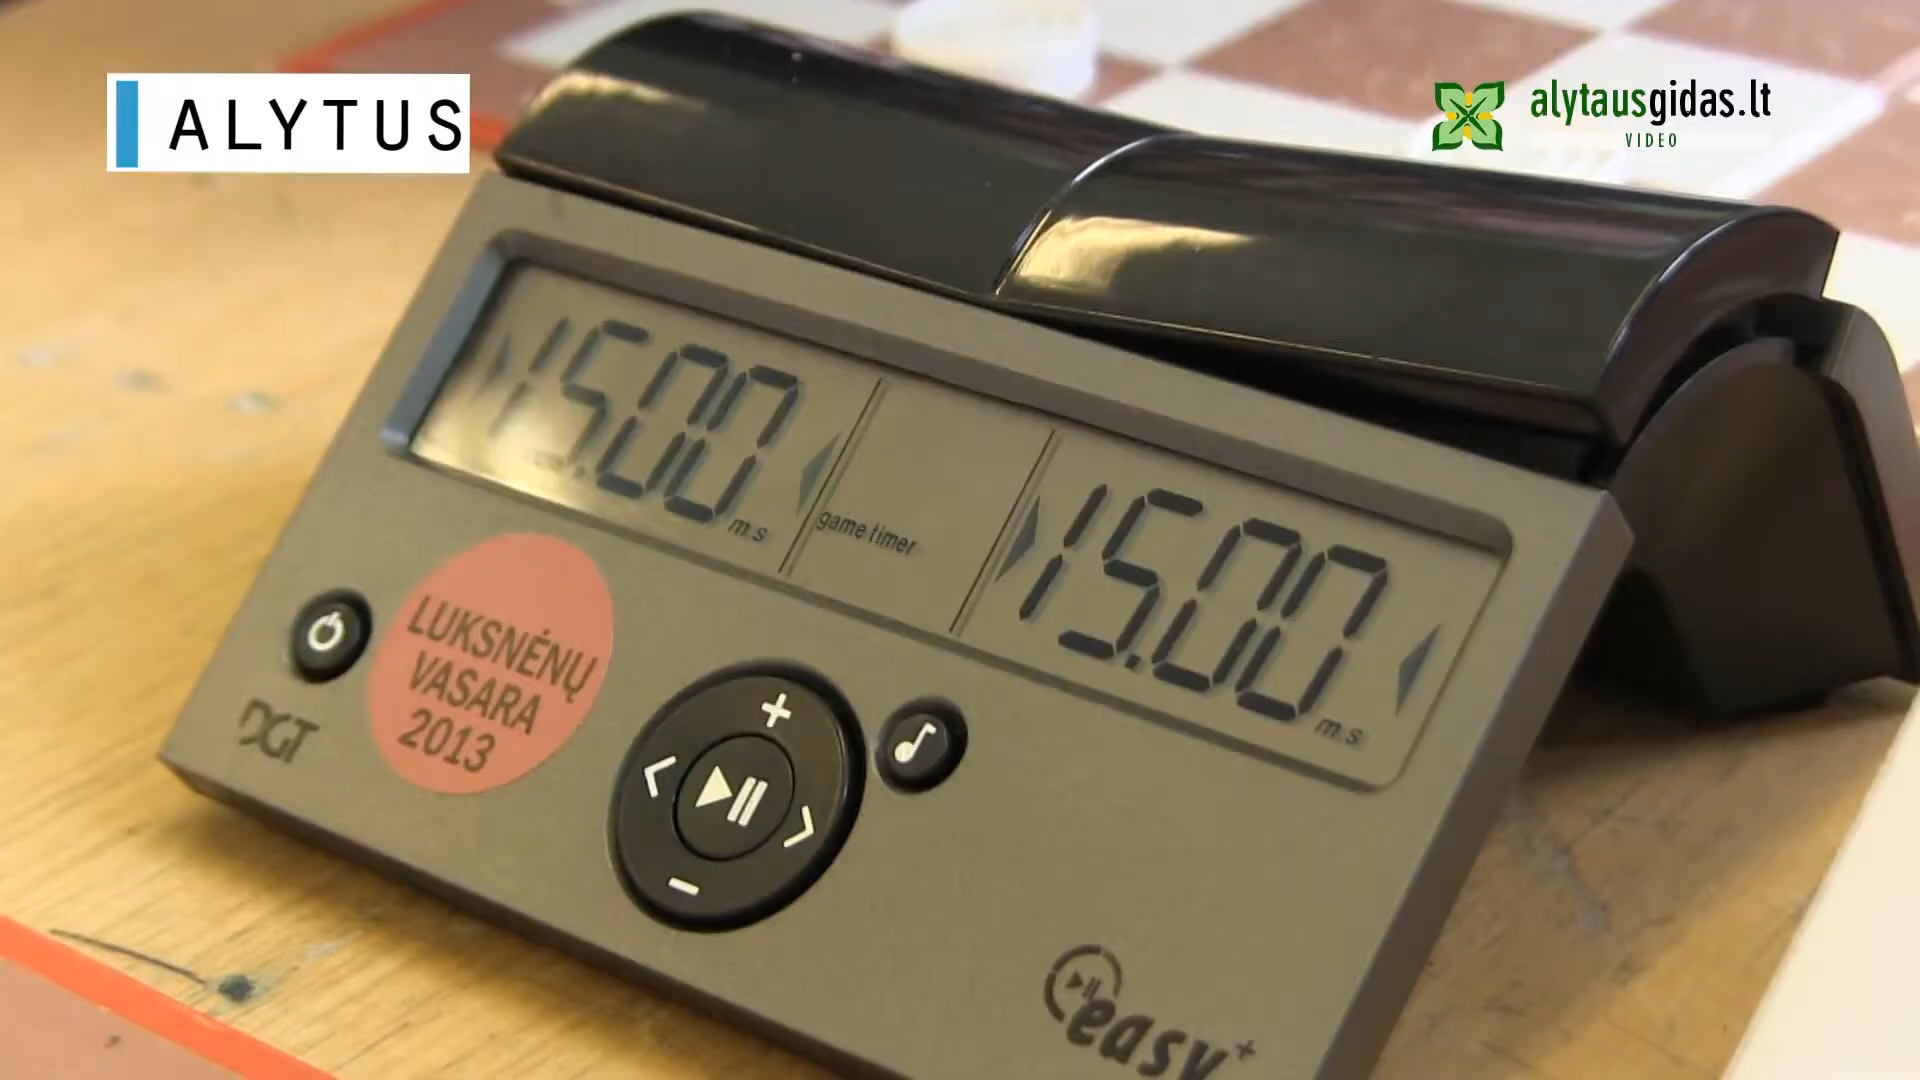 ALYTUS
alytausgidas.lt
VIDEO
15.00
m.s
game timer
15.00
m.s.
LUKSNĖNŲ
VASARA
2013
DGT
easy+